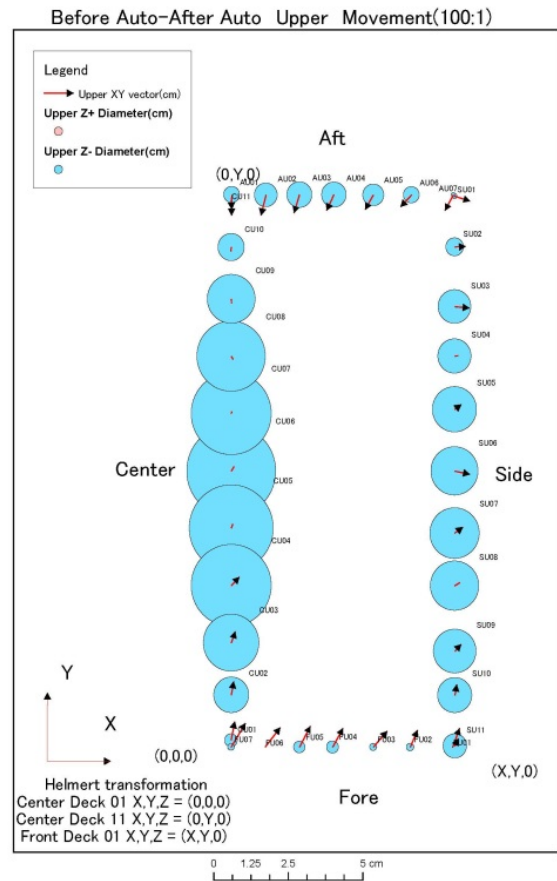 Before Auto-After Auto Upper Movement(100:1)
Legend
Upper XY vector(cm)
Upper Z+ Diameter(cm)
Upper Z- Diameter(cm)
Aft
(0,Y,0)
AU01
AU02
AU03
AU04
AU05
AU06
AU07
SU01
CU11
CU10
SU02
CU09
SU03
CU08
SU04
CU07
SU05
CU06
SU06
Center
Side
CU05
SU07
CU04
SU08
CU03
SU09
CU02
SU10
Y
X
CU01
FU07
FU06
FU05
FU04
FU03
FU02
SU11
(0,0,0)
(X,Y,0)
Helmert transformation
Center Deck 01 X,Y,Z = (0,0,0)
Center Deck 11 X,Y,Z = (0,Y,0)
Front Deck 01 X,Y,Z = (X,Y,0)
Fore
0 1.25 2.5 5 cm